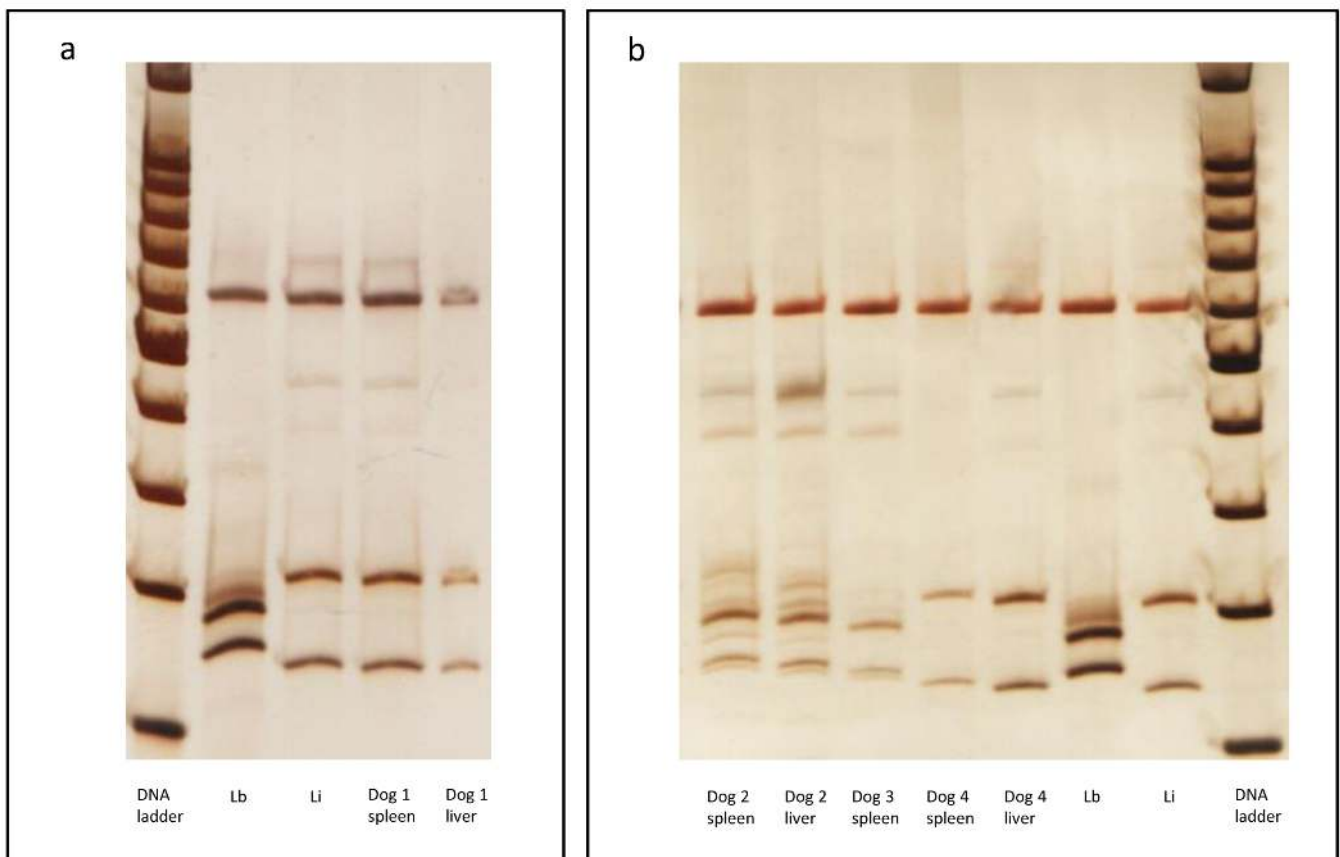 a
b
DNA
ladder
Lb
Li
Dog 1
spleen
Dog 1
liver
Dog 2
spleen
Dog 2
liver
Dog 3
spleen
Dog 4
spleen
Dog 4
liver
Lb
Li
DNA
ladder